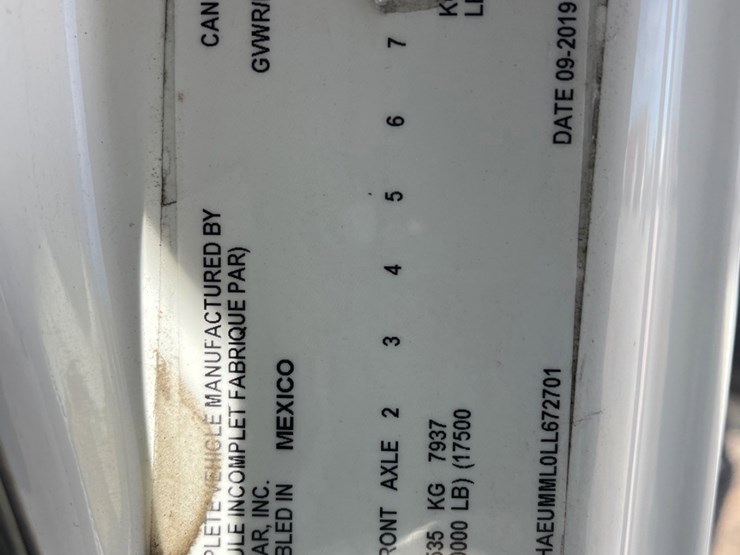 PLETE VEHICLE MANUFACTURED BY CAN
ULE INCOMPLET FABRIQUE PAR) GVWR/
AR, INC.
BLED IN MEXICO
RONT AXLE 2 3 4 5 6 7
535 KG 7937 K
000 LB) (17500 L
HAEUMML0LL672701 DATE 09-2019